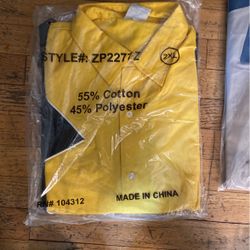 STYLE#: ZP2277Z
2XL
55% Cotton
45% Polyester
MADE IN CHINA
RN# 104312